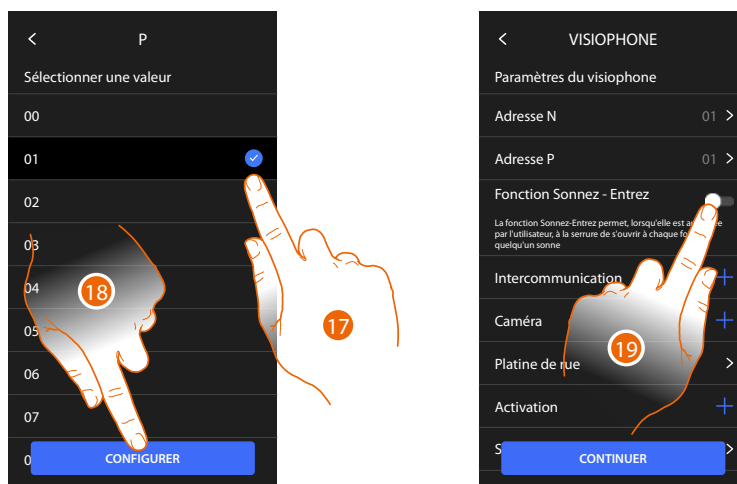 P
Sélectionner une valeur
00
01
02
03
04
05
06
07
0
CONFIGURER
18
17
VISIOPHONE
Paramètres du visiophone
Adresse N 01
Adresse P 01
Fonction Sonnez - Entrez
La fonction Sonnez-Entrez permet, lorsqu'elle est
par l'utilisateur, à la serrure de s'ouvrir à chaque
quelqu'un sonne
Intercommunication
Caméra
Platine de rue
Activation
S
CONTINUER
19